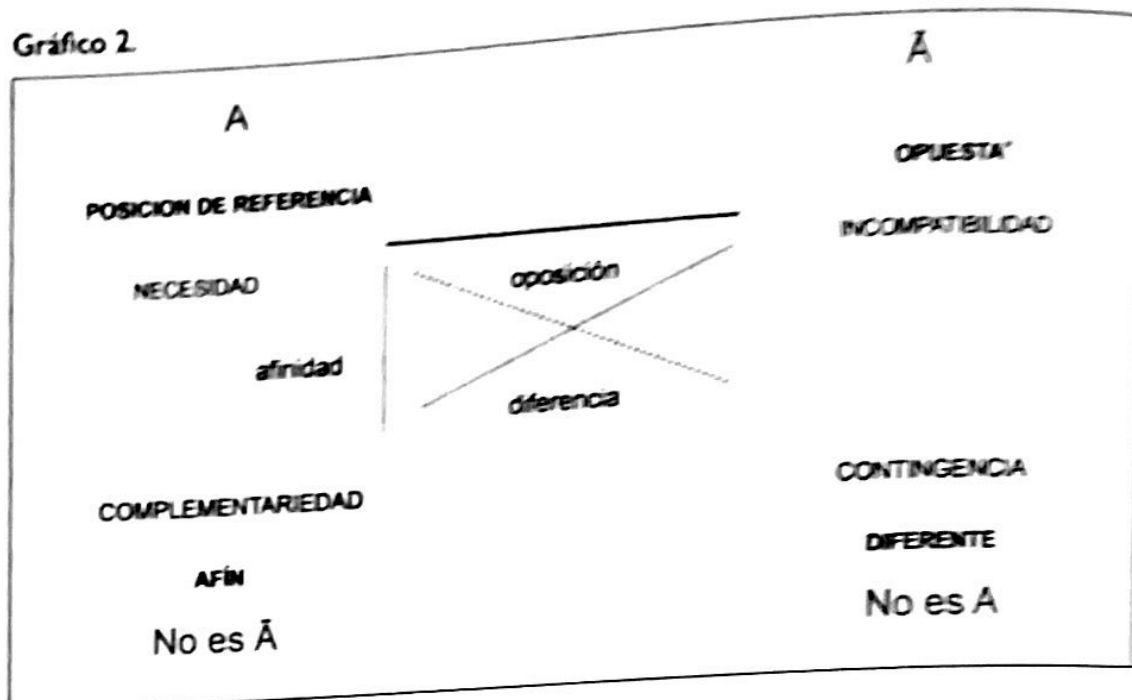 Gráfico 2.
A
Ā
POSICION DE REFERENCIA
OPUESTA
NECESIDAD
INCOMPATIBILIDAD
oposición
afinidad
diferencia
COMPLEMENTARIEDAD
CONTINGENCIA
AFÍN
DIFERENTE
No es Ā
No es A